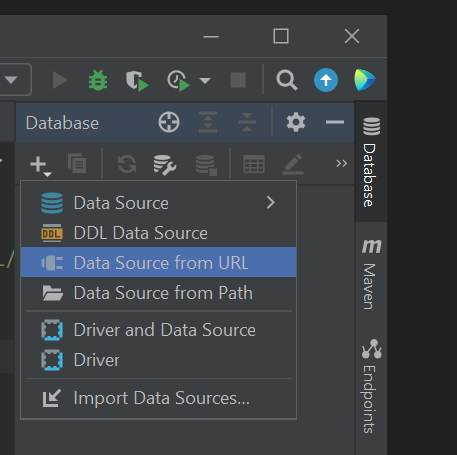 Database
Data Source
DDL
DDL Data Source
Data Source from URL
Data Source from Path
Driver and Data Source
Driver
Import Data Sources...
Database
m
Maven
Endpoints